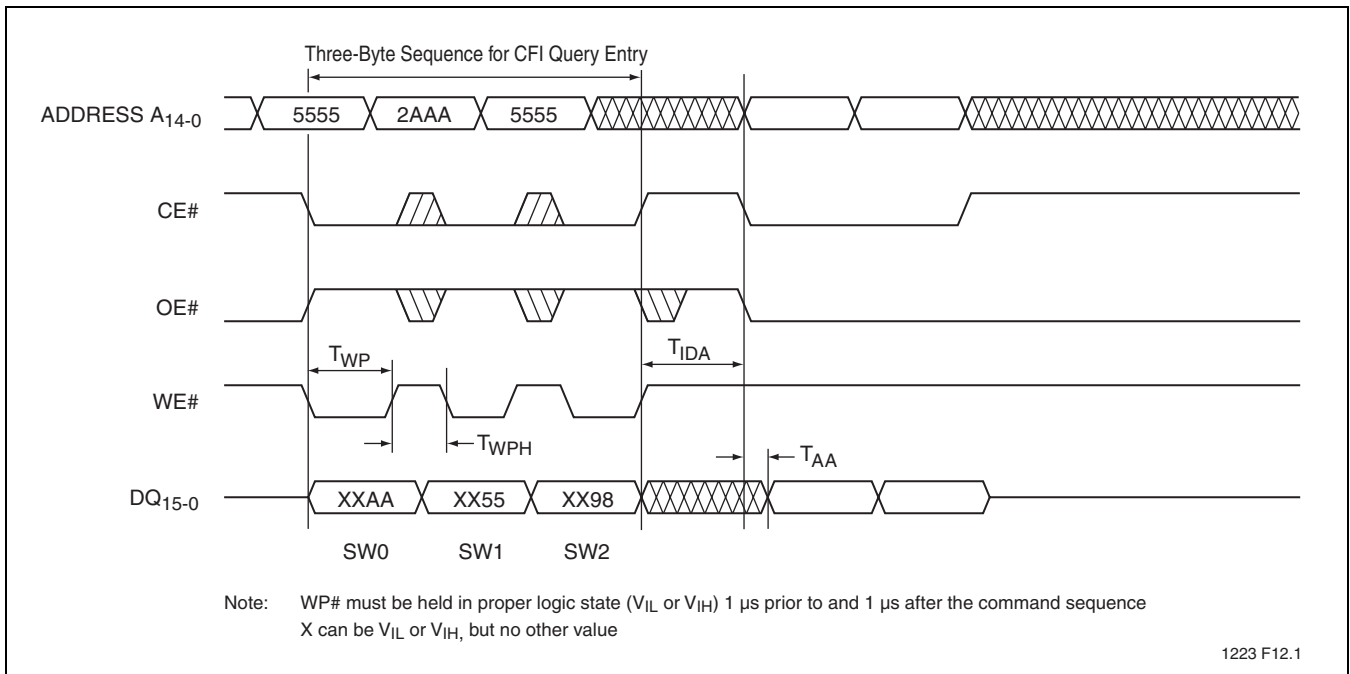 Three-Byte Sequence for CFI Query Entry
ADDRESS A14-0 5555 2AAA 5555
CE#
OE#
TWP TIDA
WE#
TWPH TAA
DQ15-0 XXAA XX55 XX98
SW0 SW1 SW2
Note: WP# must be held in proper logic state (VIL or VIH) 1 µs prior to and 1 µs after the command sequence
X can be VIL or VIH, but no other value
1223 F12.1